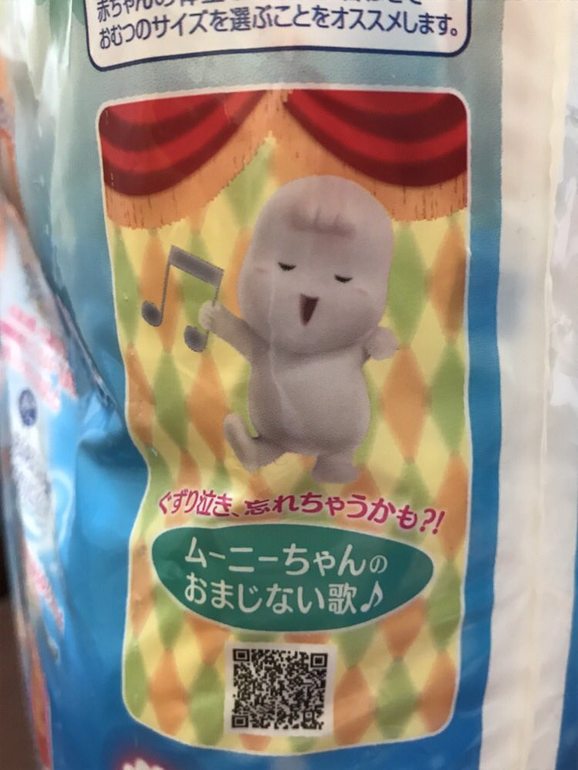 おむつのサイズを選ぶことをオススメします。
ぐずり泣き、忘れちゃうかも?!
ムーニーちゃんの
おまじない歌♪